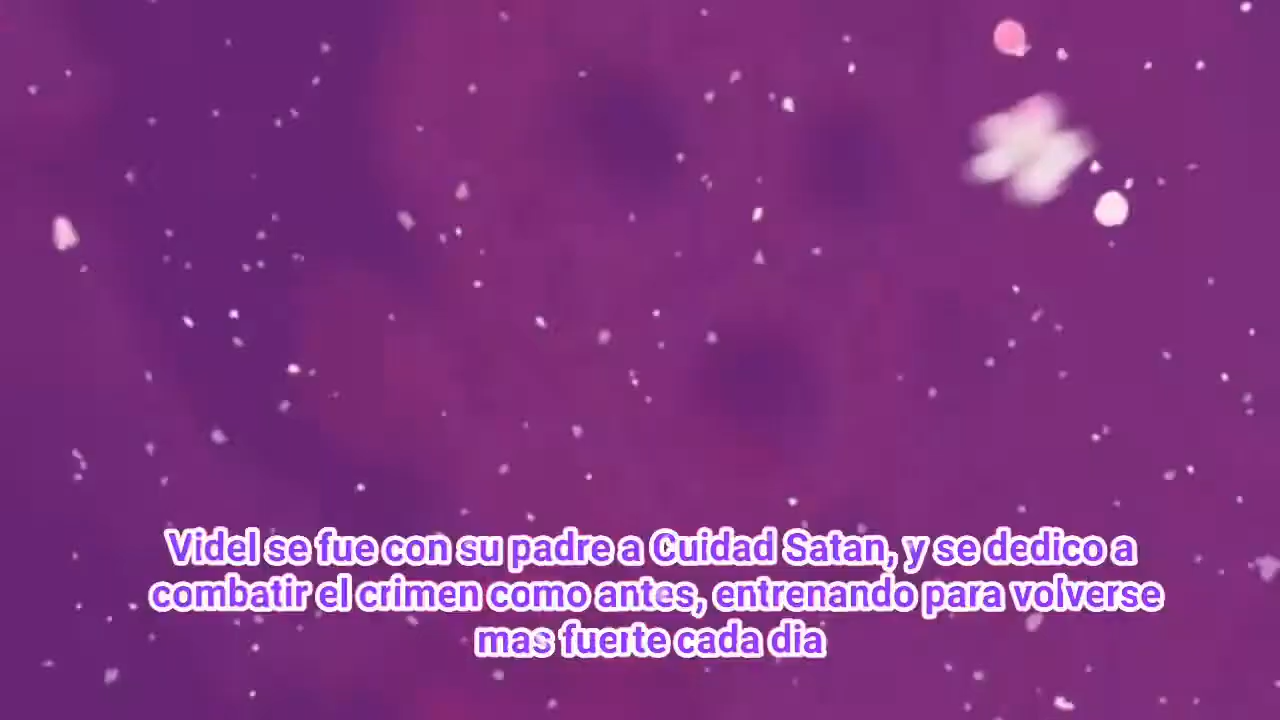 Videl se fue con su padre a Cuidad Satan, y se dedico a
combatir el crimen como antes, entrenando para volverse
mas fuerte cada dia